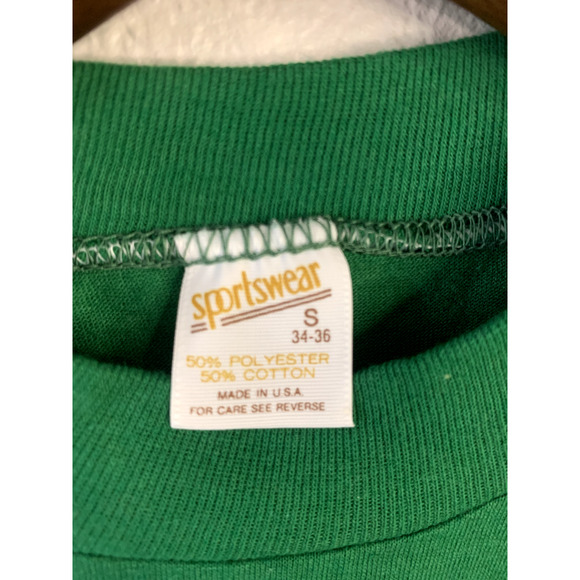 sportswear
S
34-36
50% POLYESTER
50% COTTON
MADE IN U.S.A.
FOR CARE SEE REVERSE